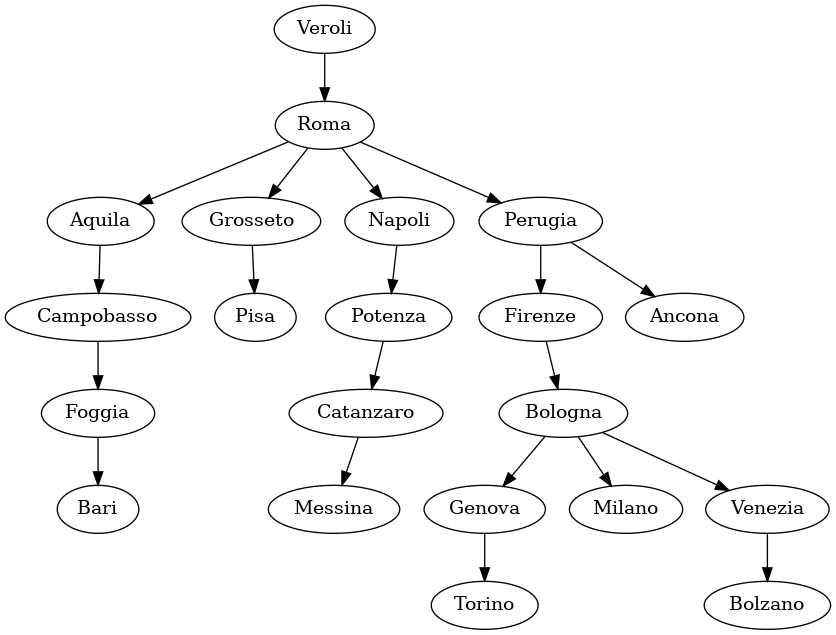 Veroli
Roma
Aquila
Grosseto
Napoli
Perugia
Campobasso
Pisa
Potenza
Firenze
Ancona
Foggia
Catanzaro
Bologna
Bari
Messina
Genova
Milano
Venezia
Torino
Bolzano